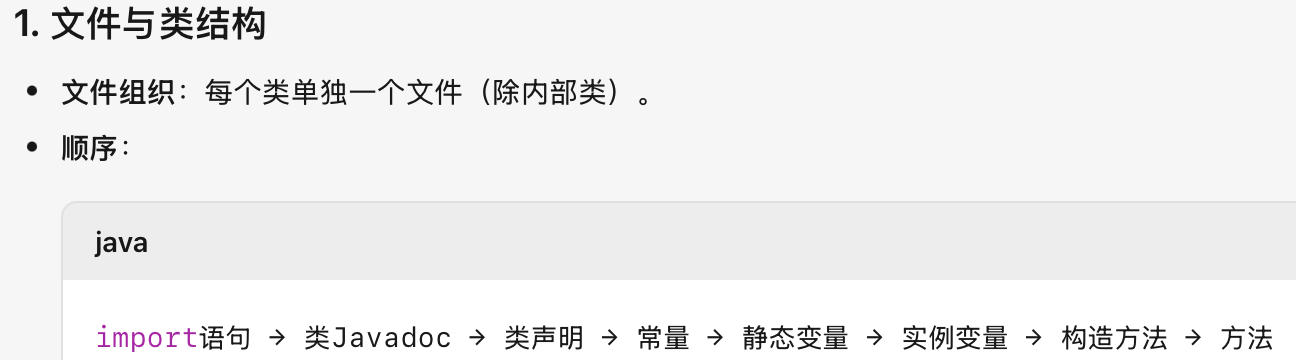 1. 文件与类结构
• 文件组织：每个类单独一个文件（除内部类）。
• 顺序：
java
import语句 → 类Javadoc → 类声明 → 常量 → 静态变量 → 实例变量 → 构造方法 → 方法